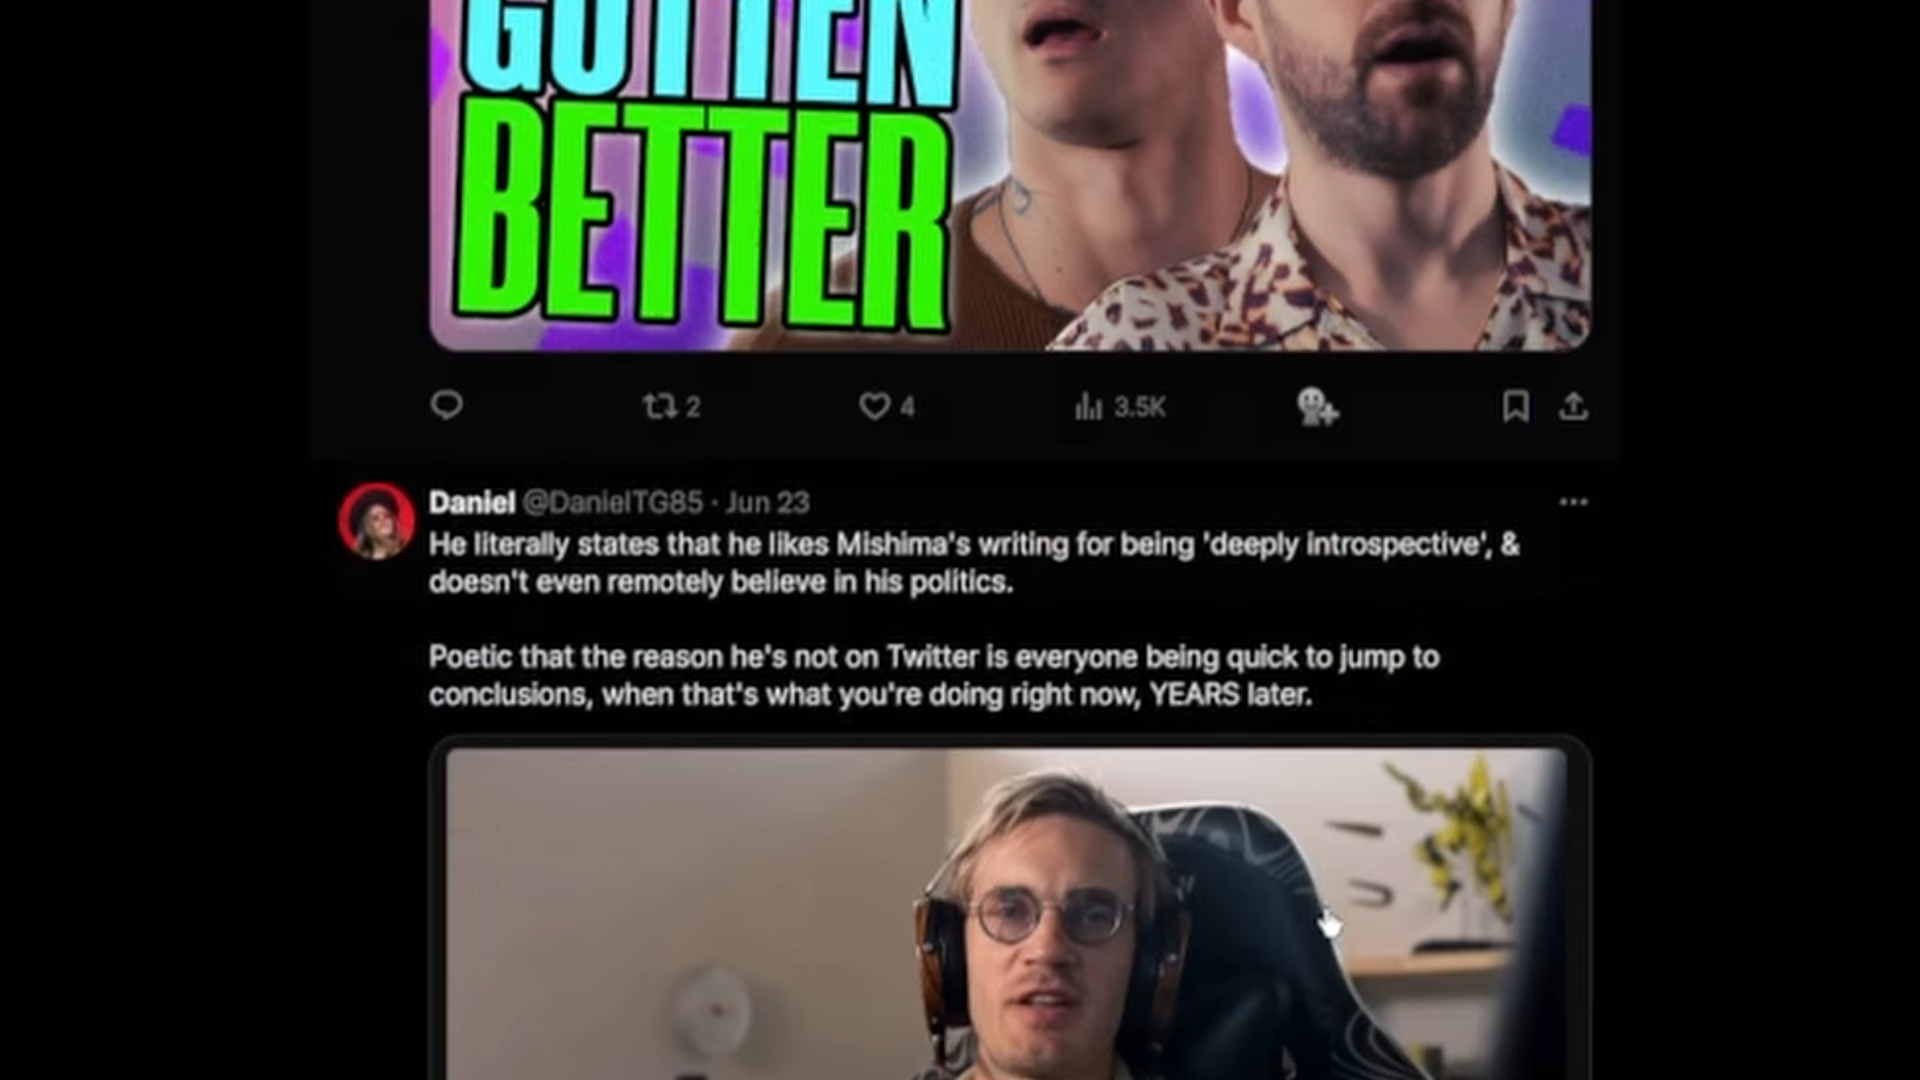 GOTTEN
BETTER
2
4
3.5K
Daniel @DanielTG85 · Jun 23
He literally states that he likes Mishima's writing for being 'deeply introspective', &
doesn't even remotely believe in his politics.
Poetic that the reason he's not on Twitter is everyone being quick to jump to
conclusions, when that's what you're doing right now, YEARS later.